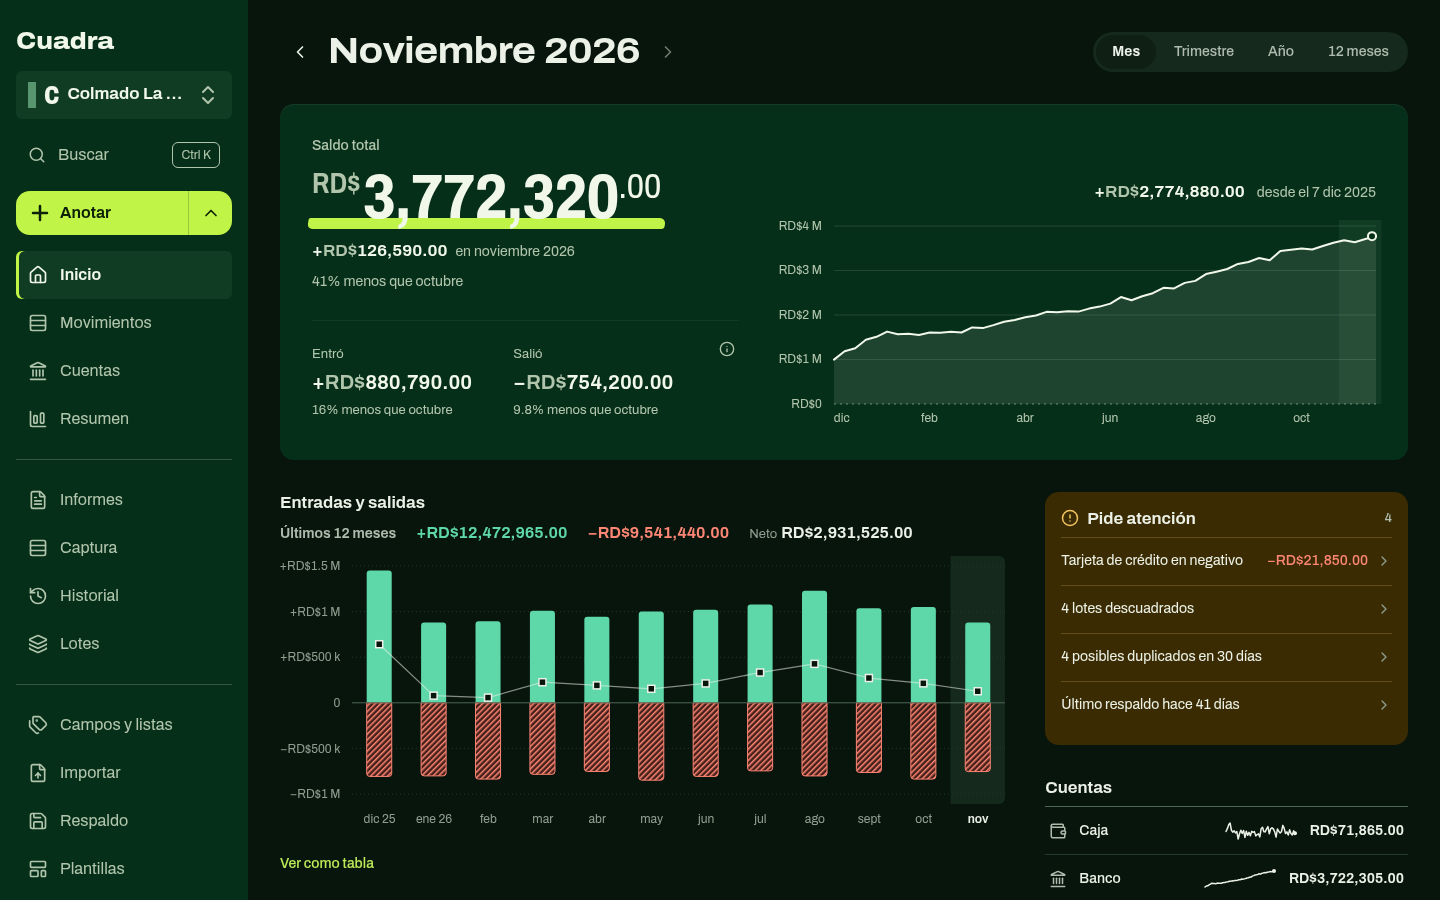 Cuadra
C Colmado La ...
Buscar
Ctrl K
Anotar
Inicio
Movimientos
Cuentas
Resumen
Informes
Captura
Historial
Lotes
Campos y listas
Importar
Respaldo
Plantillas
Noviembre 2026
Mes
Trimestre
Año
12 meses
Saldo total
RD$3,772,320.00
+RD$126,590.00 en noviembre 2026
41% menos que octubre
Entró
+RD$880,790.00
16% menos que octubre
Salió
−RD$754,200.00
9.8% menos que octubre
+RD$2,774,880.00 desde el 7 dic 2025
RD$4 M
RD$3 M
RD$2 M
RD$1 M
RD$0
dic feb abr jun ago oct
Entradas y salidas
Últimos 12 meses +RD$12,472,965.00 −RD$9,541,440.00 Neto RD$2,931,525.00
+RD$1.5 M
+RD$1 M
+RD$500 k
0
−RD$500 k
−RD$1 M
dic 25 ene 26 feb mar abr may jun jul ago sept oct nov
Ver como tabla
Pide atención 4
Tarjeta de crédito en negativo −RD$21,850.00
4 lotes descuadrados
4 posibles duplicados en 30 días
Último respaldo hace 41 días
Cuentas
Caja RD$71,865.00
Banco RD$3,722,305.00